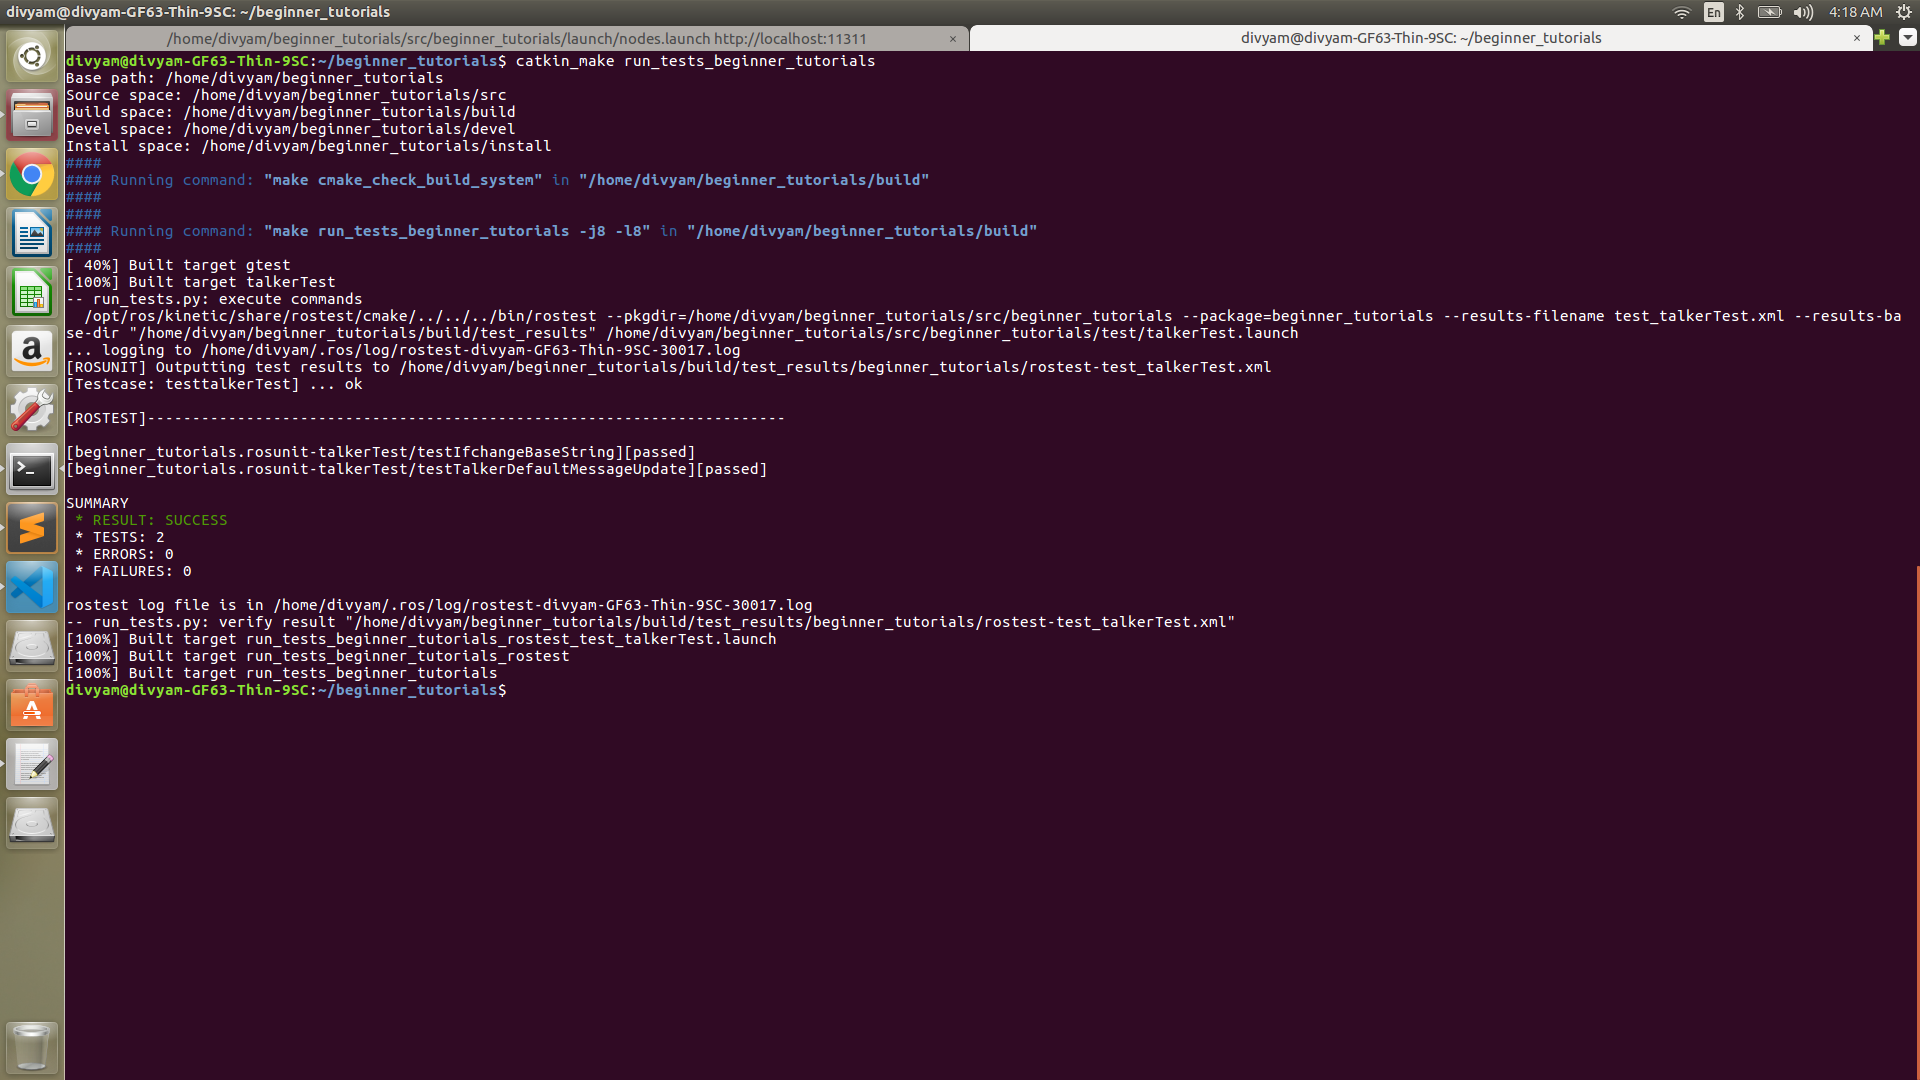 divyam@divyam-GF63-Thin-9SC: ~/beginner_tutorials
En
4:18 AM
/home/divyam/beginner_tutorials/src/beginner_tutorials/launch/nodes.launch http://localhost:11311 ×
divyam@divyam-GF63-Thin-9SC: ~/beginner_tutorials ×
divyam@divyam-GF63-Thin-9SC:~/beginner_tutorials$ catkin_make run_tests_beginner_tutorials
Base path: /home/divyam/beginner_tutorials
Source space: /home/divyam/beginner_tutorials/src
Build space: /home/divyam/beginner_tutorials/build
Devel space: /home/divyam/beginner_tutorials/devel
Install space: /home/divyam/beginner_tutorials/install
####
#### Running command: "make cmake_check_build_system" in "/home/divyam/beginner_tutorials/build"
####
####
#### Running command: "make run_tests_beginner_tutorials -j8 -l8" in "/home/divyam/beginner_tutorials/build"
####
[ 40%] Built target gtest
[100%] Built target talkerTest
-- run_tests.py: execute commands
  /opt/ros/kinetic/share/rostest/cmake/../../../bin/rostest --pkgdir=/home/divyam/beginner_tutorials/src/beginner_tutorials --package=beginner_tutorials --results-filename test_talkerTest.xml --results-ba
se-dir "/home/divyam/beginner_tutorials/build/test_results" /home/divyam/beginner_tutorials/src/beginner_tutorials/test/talkerTest.launch
... logging to /home/divyam/.ros/log/rostest-divyam-GF63-Thin-9SC-30017.log
[ROSUNIT] Outputting test results to /home/divyam/beginner_tutorials/build/test_results/beginner_tutorials/rostest-test_talkerTest.xml
[Testcase: testtalkerTest] ... ok
[ROSTEST]-----------------------------------------------------------------------
[beginner_tutorials.rosunit-talkerTest/testIfchangeBaseString][passed]
[beginner_tutorials.rosunit-talkerTest/testTalkerDefaultMessageUpdate][passed]
SUMMARY
 * RESULT: SUCCESS
 * TESTS: 2
 * ERRORS: 0
 * FAILURES: 0
rostest log file is in /home/divyam/.ros/log/rostest-divyam-GF63-Thin-9SC-30017.log
-- run_tests.py: verify result "/home/divyam/beginner_tutorials/build/test_results/beginner_tutorials/rostest-test_talkerTest.xml"
[100%] Built target run_tests_beginner_tutorials_rostest_test_talkerTest.launch
[100%] Built target run_tests_beginner_tutorials_rostest
[100%] Built target run_tests_beginner_tutorials
divyam@divyam-GF63-Thin-9SC:~/beginner_tutorials$